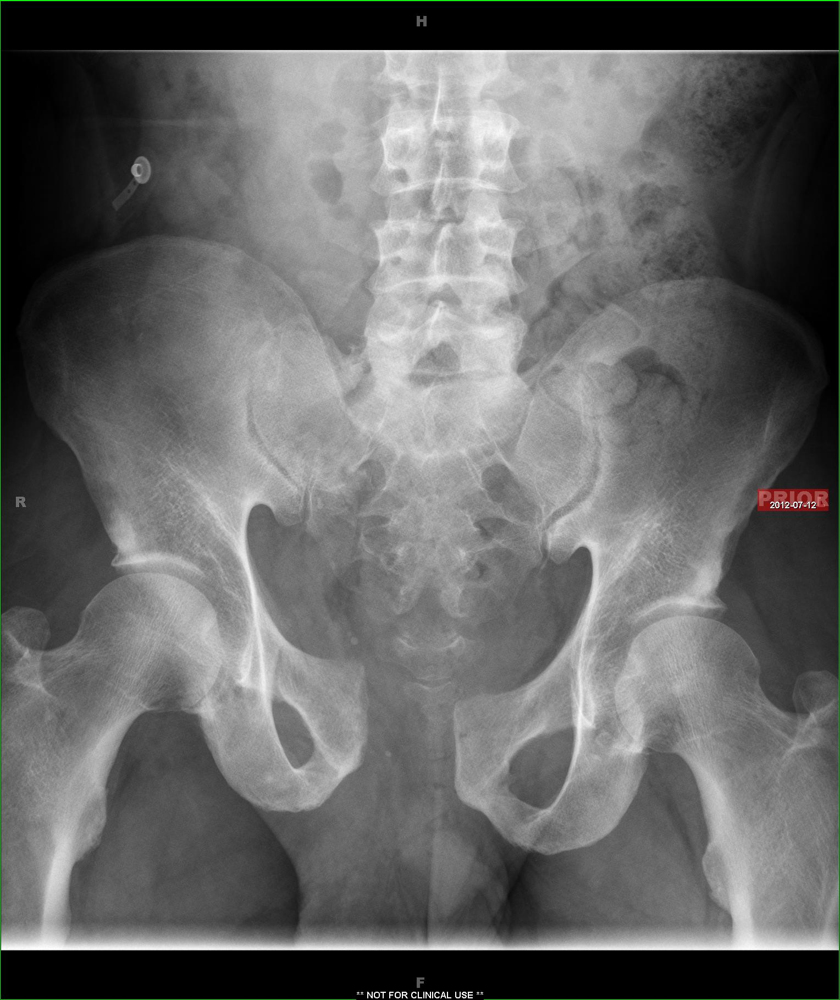 H
R
PRIOR
2012-07-12
F
** NOT FOR CLINICAL USE **